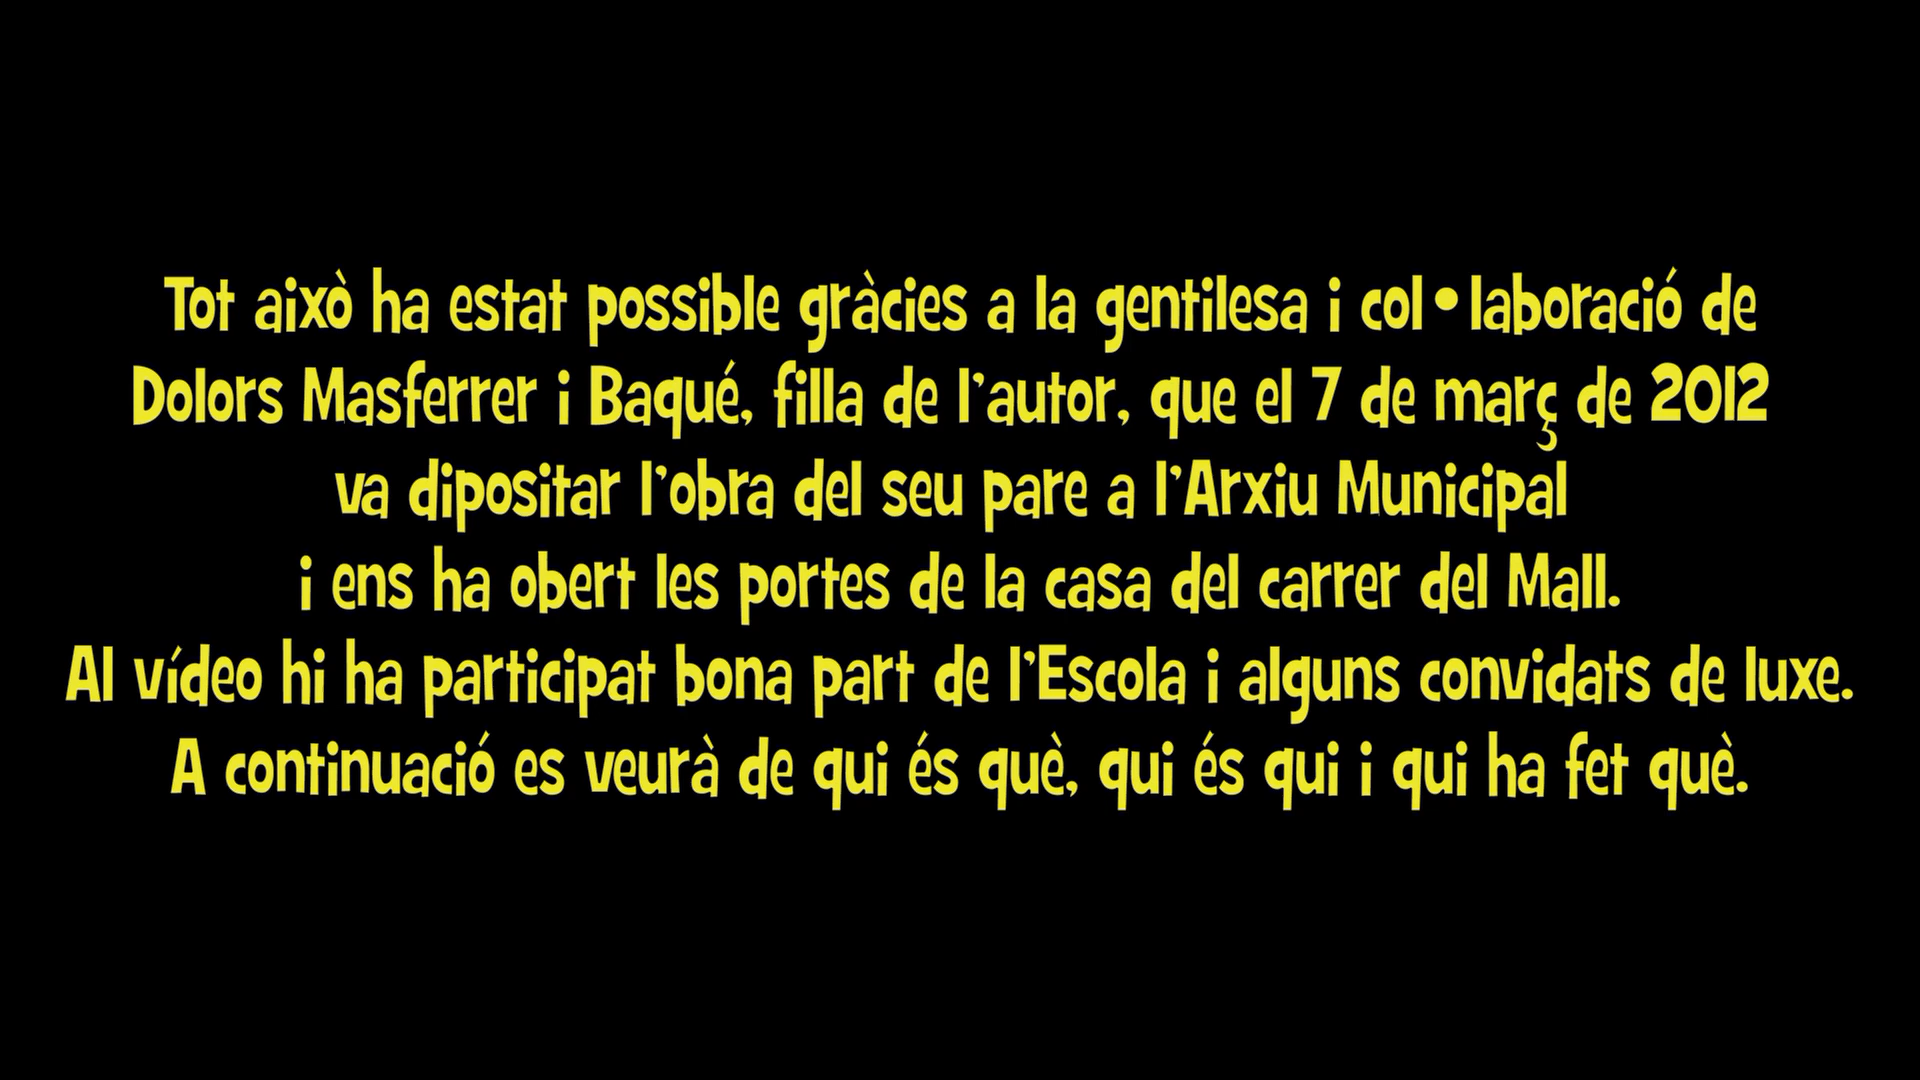 Tot això ha estat possible gràcies a la gentilesa i col•laboració de
Dolors Masferrer i Baqué, filla de l'autor, que el 7 de març de 2012
va dipositar l'obra del seu pare a l'Arxiu Municipal
i ens ha obert les portes de la casa del carrer del Mall.
Al vídeo hi ha participat bona part de l'Escola i alguns convidats de luxe.
A continuació es veurà de qui és què, qui és qui i qui ha fet què.